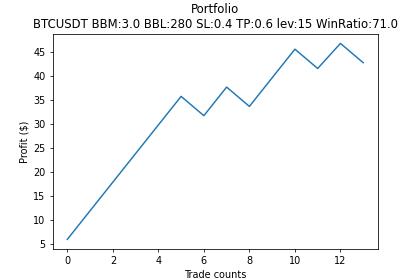 Portfolio
BTCUSDT BBM:3.0 BBL:280 SL:0.4 TP:0.6 lev:15 WinRatio:71.0
45
40
35
30
25
20
15
10
5
Profit ($)
0 2 4 6 8 10 12
Trade counts